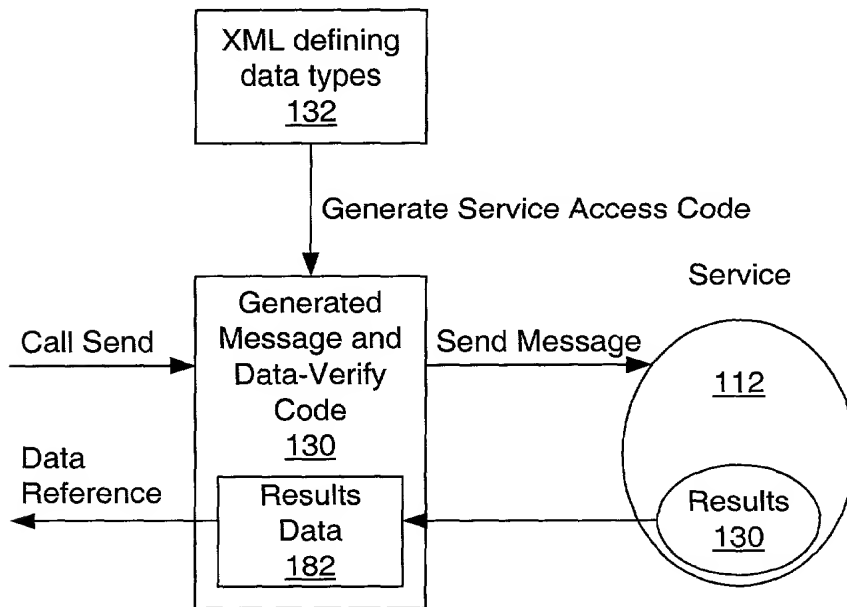 XML defining
data types
132
Generate Service Access Code
Service
Call Send
Generated
Message and
Data-Verify
Code
130
Send Message
112
Data
Reference
Results
Data
182
Results
130